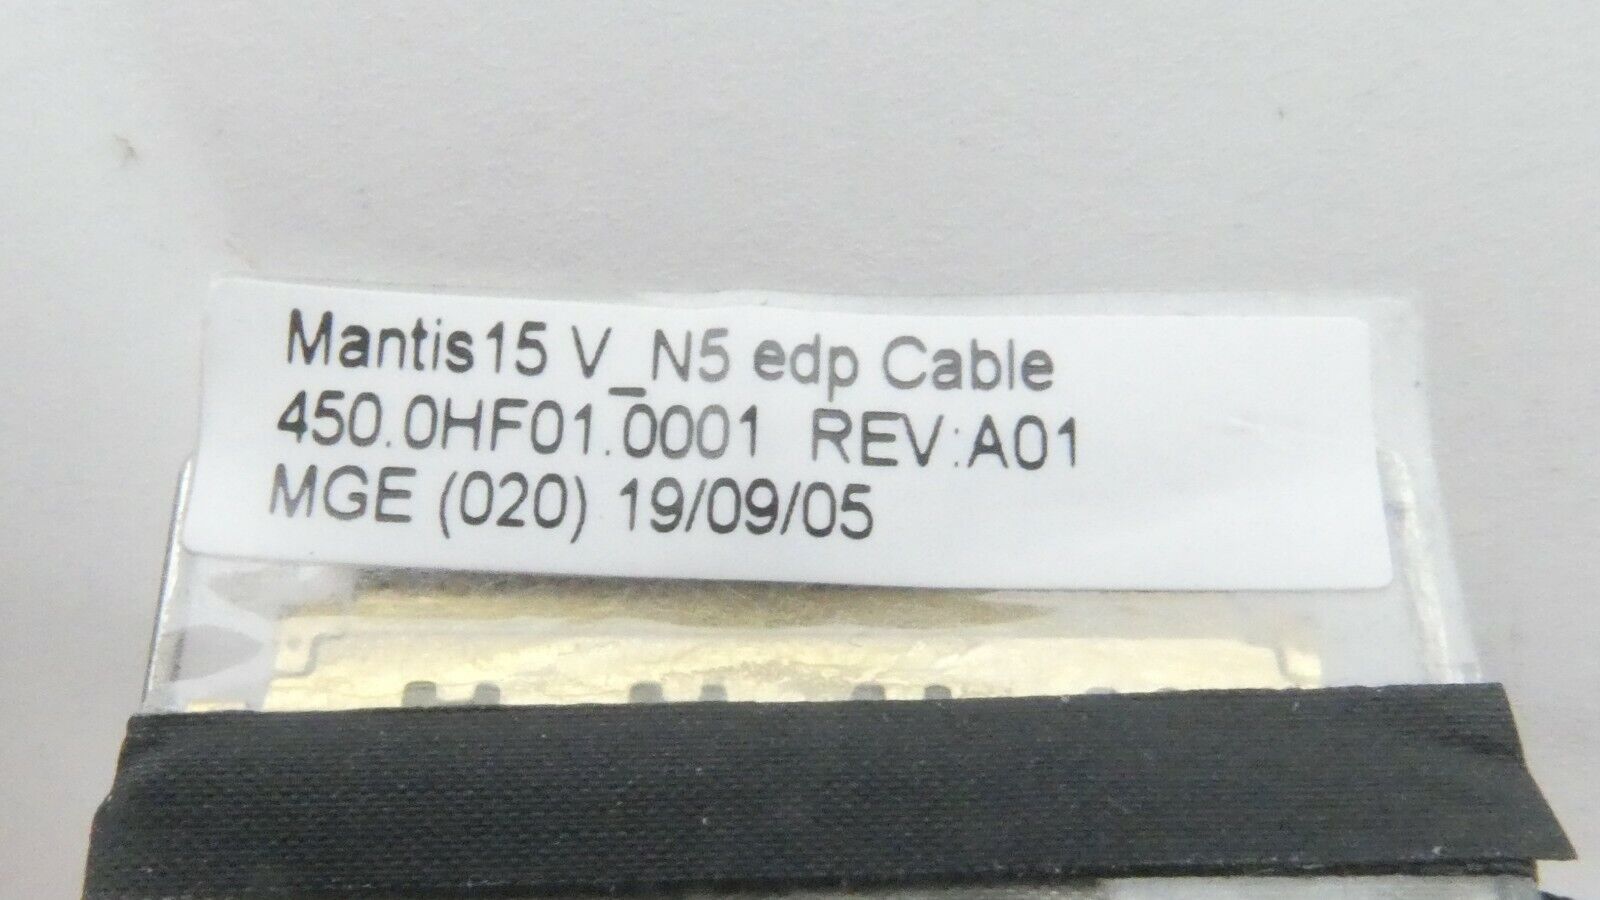 Mantis15 V_N5 edp Cable
450.0HF01.0001 REV:A01
MGE (020) 19/09/05